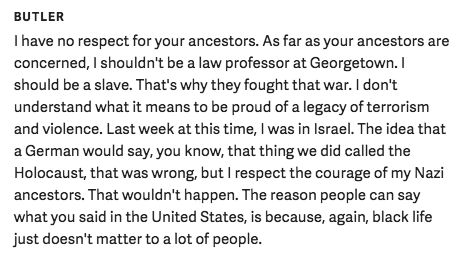 BUTLER
I have no respect for your ancestors. As far as your ancestors are
concerned, I shouldn't be a law professor at Georgetown. I
should be a slave. That's why they fought that war. I don't
understand what it means to be proud of a legacy of terrorism
and violence. Last week at this time, I was in Israel. The idea that
a German would say, you know, that thing we did called the
Holocaust, that was wrong, but I respect the courage of my Nazi
ancestors. That wouldn't happen. The reason people can say
what you said in the United States, is because, again, black life
just doesn't matter to a lot of people.